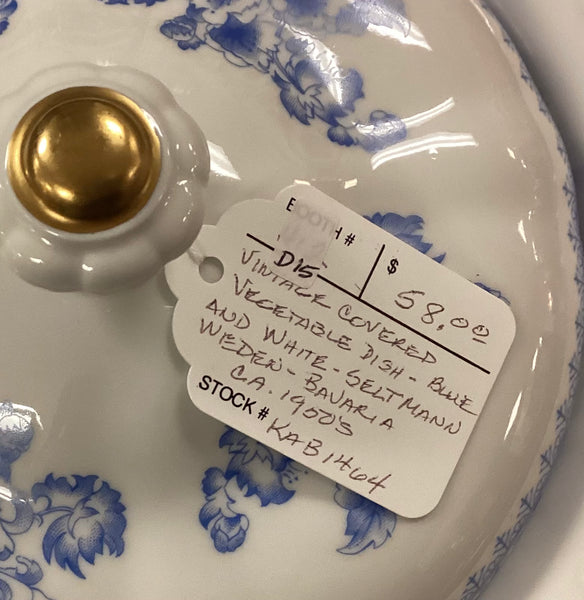 BOOTH #
D15
$ 58.00
VINTAGE COVERED
VEGETABLE DISH - BLUE
AND WHITE - SELTMANN
WEDEN - BAVARIA
CA. 1900'S
STOCK # KAB1464